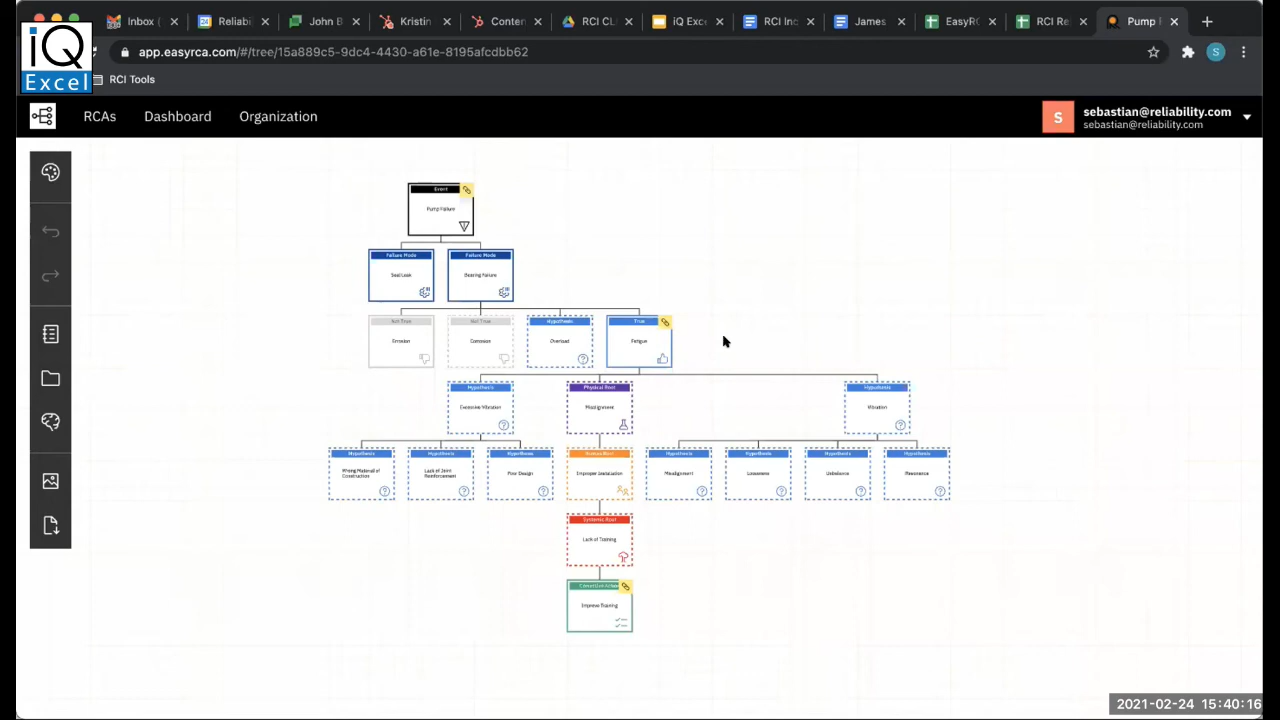 Inbox (
Reliabi
Kristin
RCI CL
iQ Exce
James
EasyRC
RCI Re
Pump
iQ
Excel
app.easyrca.com/#/tree/15a889c5-9dc4-4430-a61e-8195afcdbb62
S
RCI Tools
RCAs
Dashboard
Organization
S
sebastian@reliability.com
sebastian@reliability.com
Event
Pump Failure
Failure Mode
Seal Leak
Failure Mode
Bearing Failure
Not True
Erosion
Not True
Corrosion
Hypothesis
Overload
True
Fatigue
Hypothesis
Excessive Vibration
Physical Root
Misalignment
Hypothesis
Vibration
Hypothesis
Wrong Material of
Construction
Hypothesis
Lack of Joint
Reinforcement
Hypothesis
Poor Design
Human Root
Improper Installation
Hypothesis
Misalignment
Hypothesis
Looseness
Hypothesis
Unbalance
Hypothesis
Resonance
Systemic Root
Lack of Training
Corrective Action
Improve Training
2021-02-24 15:40:16